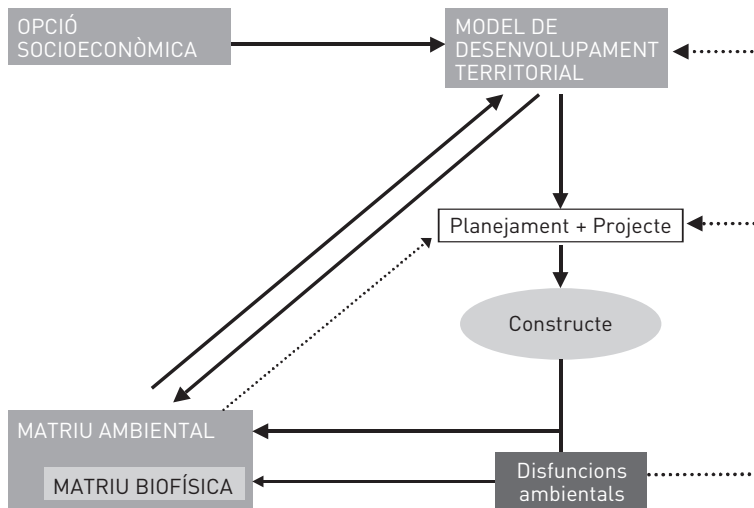 OPCIÓ
SOCIOECONÒMICA
MODEL DE
DESENVOLUPAMENT
TERRITORIAL
Planejament + Projecte
Constructe
MATRIU AMBIENTAL
MATRIU BIOFÍSICA
Disfuncions
ambientals